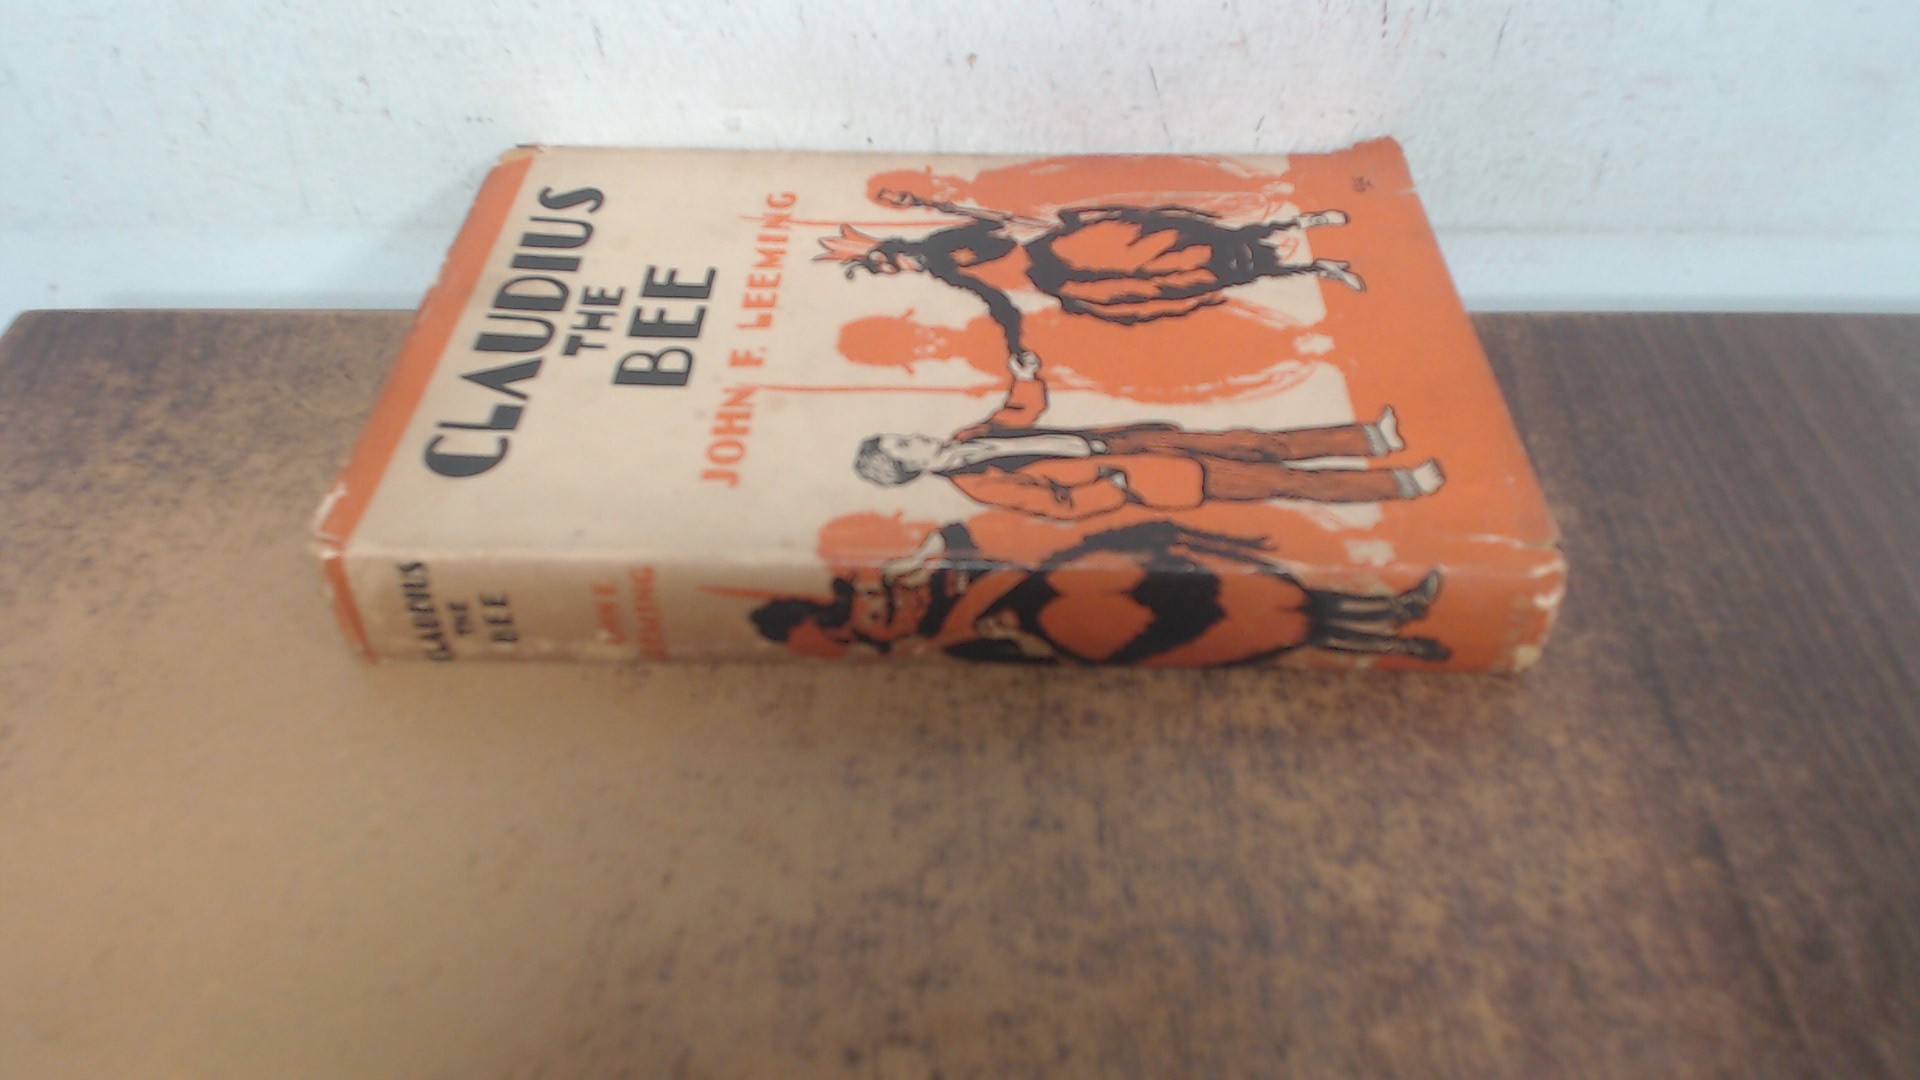 CLAUDIUS
THE
BEE
JOHN F. LEEMING
CLAUDIUS
THE
BEE
JOHN F.
LEEMING